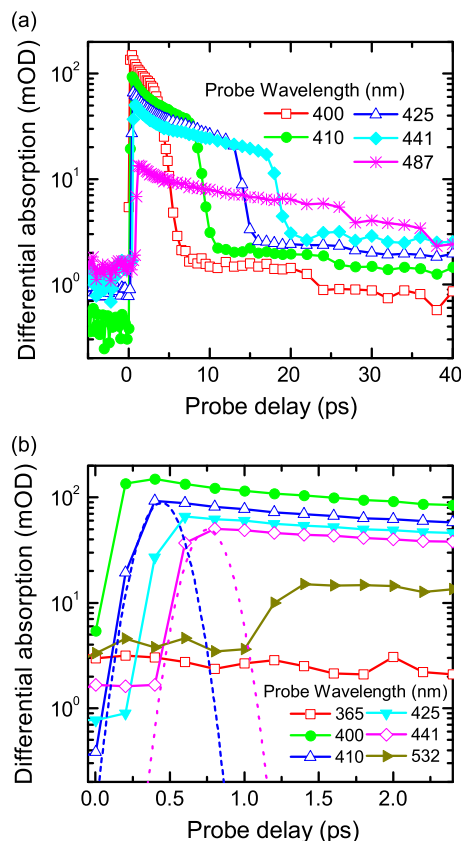 (a)
Differential absorption (mOD)
10²
10¹
10⁰
Probe Wavelength (nm)
400 425
410 441
487
0 10 20 30 40
Probe delay (ps)
(b)
Differential absorption (mOD)
10²
10¹
10⁰
Probe Wavelength (nm)
365 425
400 441
410 532
0.0 0.5 1.0 1.5 2.0
Probe delay (ps)